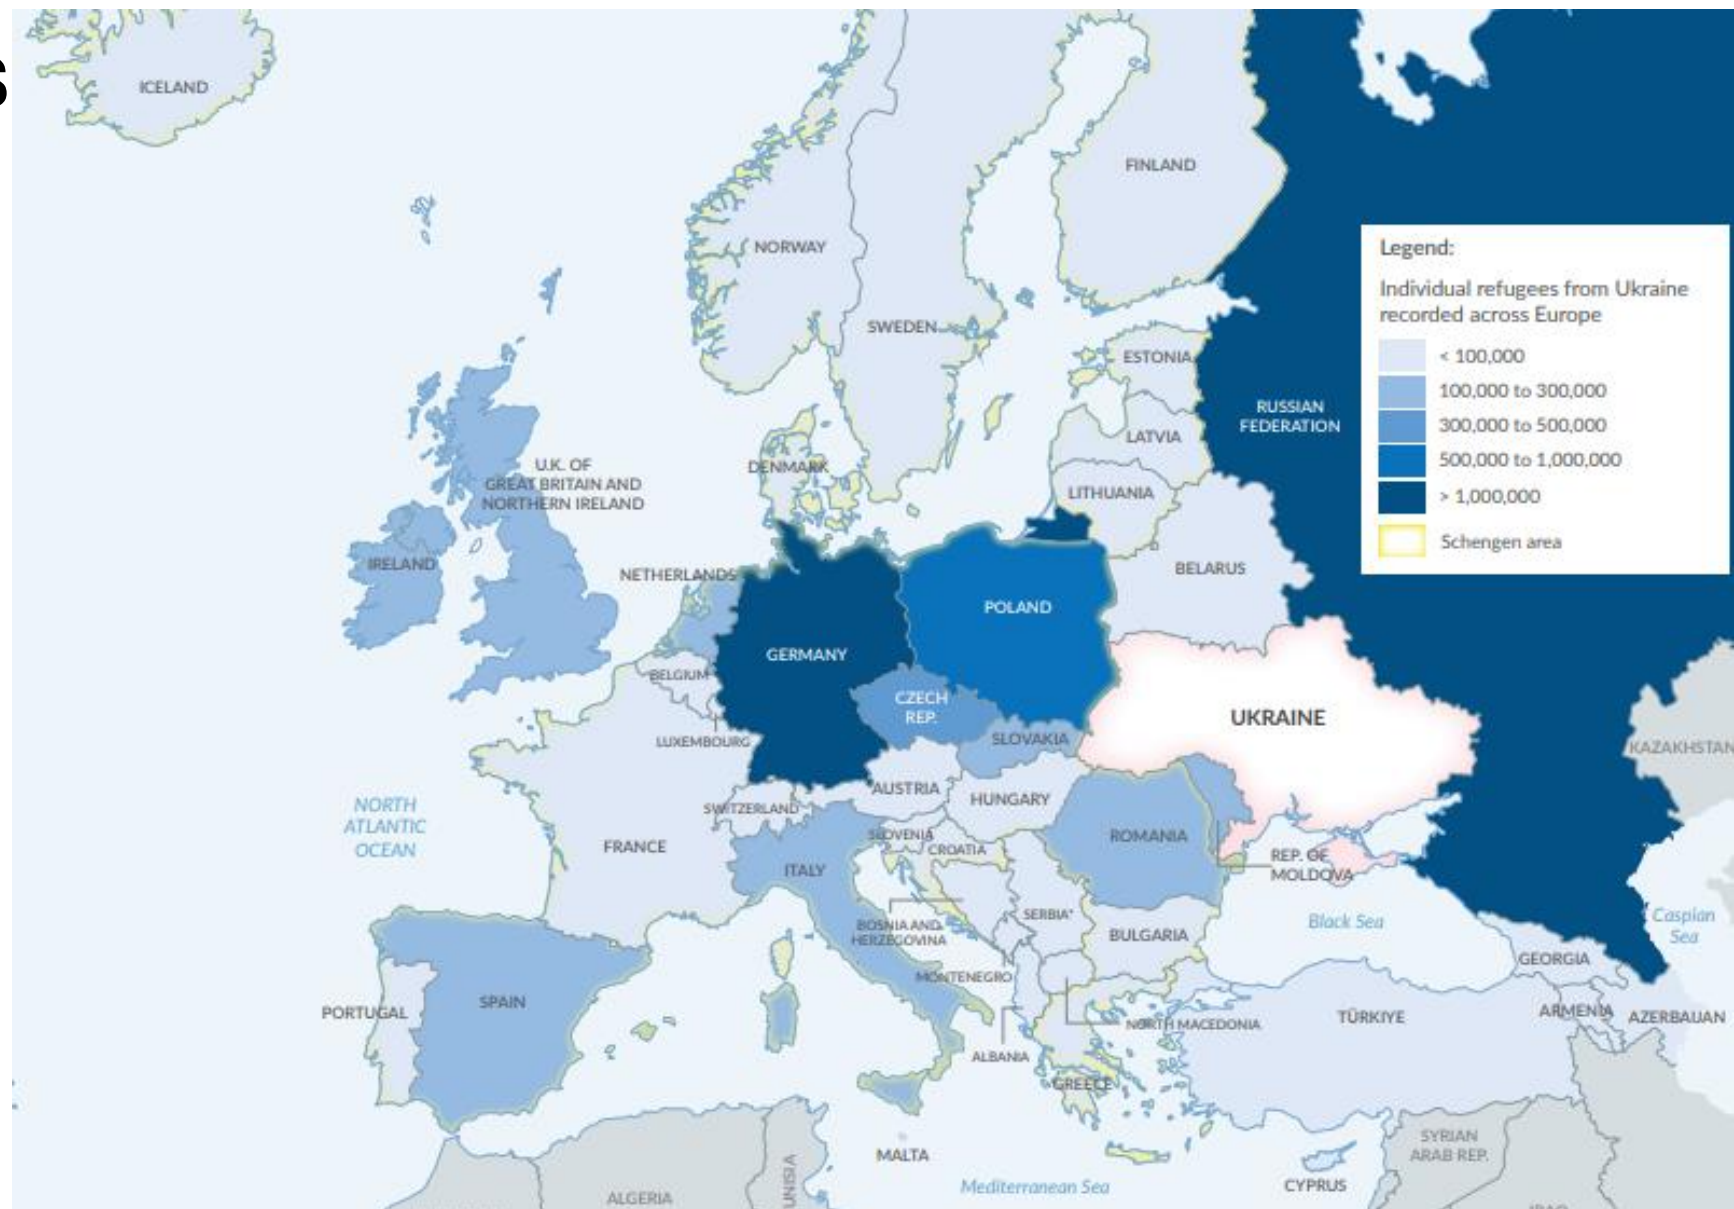 S
ICELAND
FINLAND
NORWAY
SWEDEN
ESTONIA
LATVIA
LITHUANIA
DENMARK
U.K. OF
GREAT BRITAIN AND
NORTHERN IRELAND
IRELAND
NETHERLANDS
BELGIUM
LUXEMBOURG
GERMANY
POLAND
BELARUS
RUSSIAN
FEDERATION
Legend:
Individual refugees from Ukraine
recorded across Europe
< 100,000
100,000 to 300,000
300,000 to 500,000
500,000 to 1,000,000
> 1,000,000
Schengen area
CZECH
REP.
SLOVAKIA
UKRAINE
KAZAKHSTAN
NORTH
ATLANTIC
OCEAN
FRANCE
SWITZERLAND
AUSTRIA
HUNGARY
SLOVENIA
CROATIA
ITALY
ROMANIA
REP. OF
MOLDOVA
BOSNIA AND
HERZEGOVINA
SERBIA*
MONTENEGRO
BULGARIA
Black Sea
Caspian
Sea
GEORGIA
ARMENIA
AZERBAIJAN
PORTUGAL
SPAIN
NORTH MACEDONIA
ALBANIA
GREECE
TÜRKIYE
MALTA
Mediterranean Sea
CYPRUS
SYRIAN
ARAB REP.
ALGERIA
UNISIA